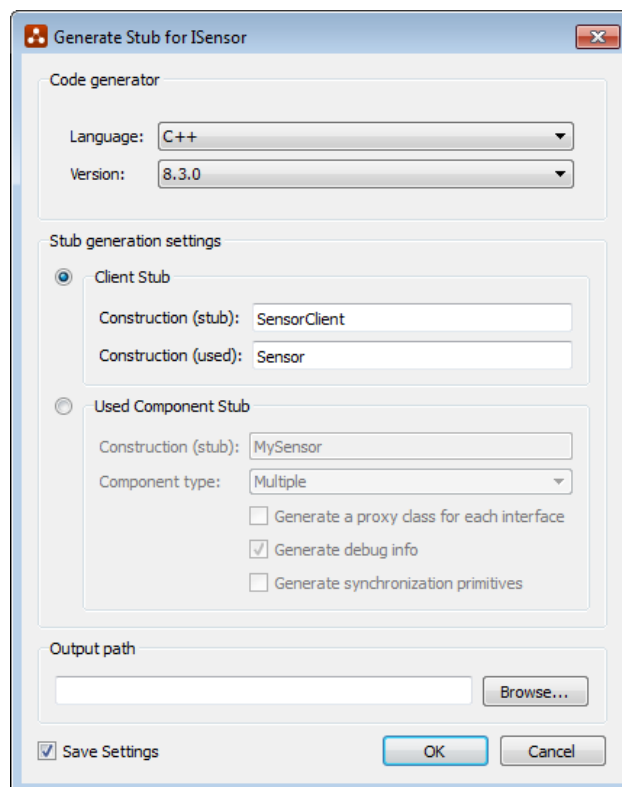 Generate Stub for ISensor
Code generator
Language: C++
Version: 8.3.0
Stub generation settings
Client Stub
Construction (stub): SensorClient
Construction (used): Sensor
Used Component Stub
Construction (stub): MySensor
Component type: Multiple
Generate a proxy class for each interface
Generate debug info
Generate synchronization primitives
Output path
Browse...
Save Settings OK Cancel